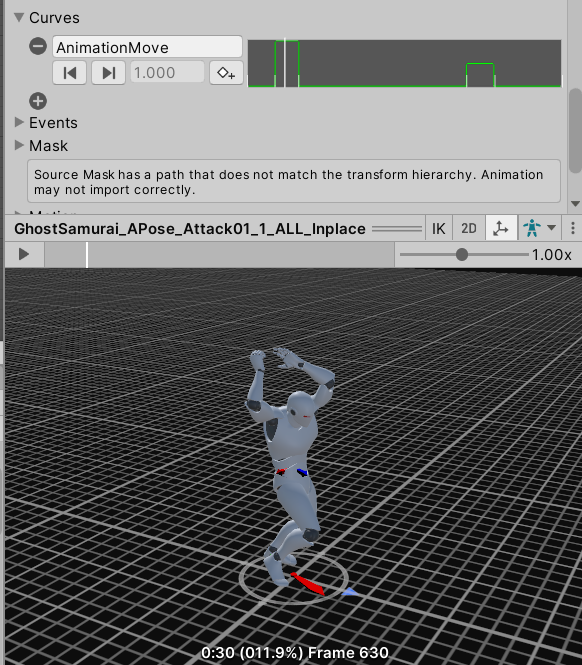 Curves
AnimationMove
1.000
Events
Mask
Source Mask has a path that does not match the transform hierarchy. Animation
may not import correctly.
GhostSamurai_APose_Attack01_1_ALL_Inplace
IK
2D
1.00x
0:30 (011.9%) Frame 630